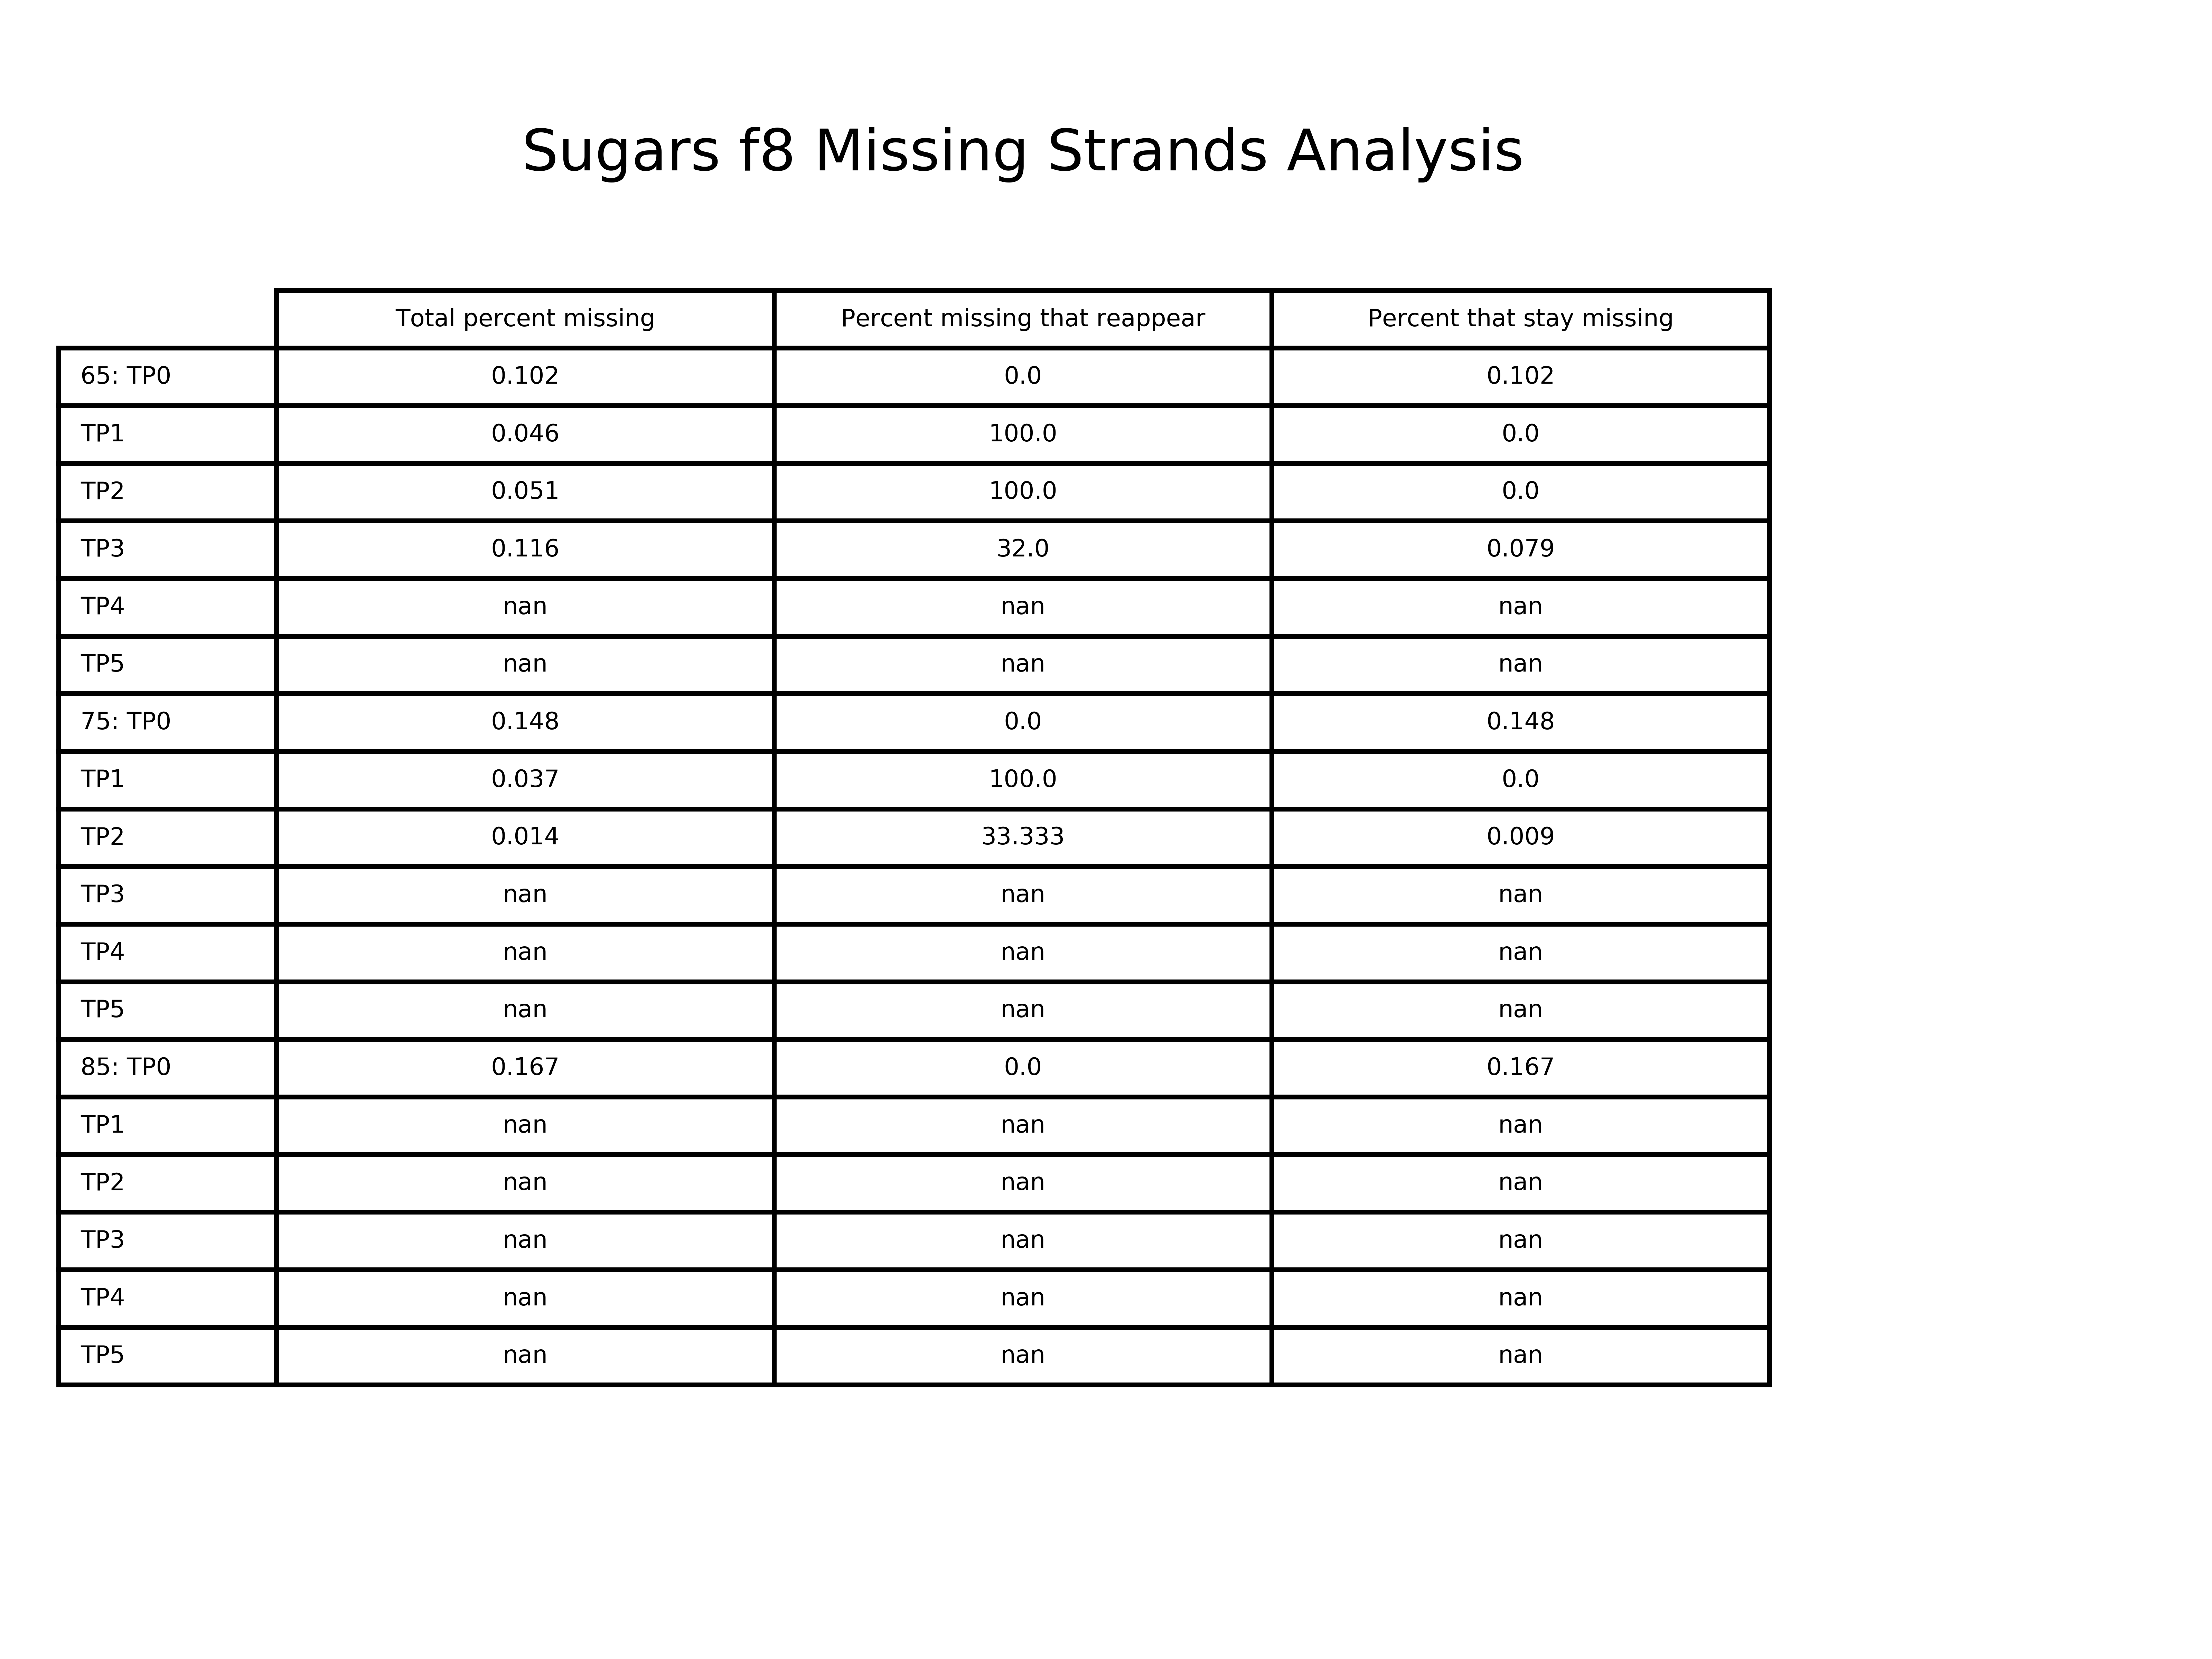 Sugars f8 Missing Strands Analysis
Total percent missing Percent missing that reappear Percent that stay missing
65: TP0 0.102 0.0 0.102
TP1 0.046 100.0 0.0
TP2 0.051 100.0 0.0
TP3 0.116 32.0 0.079
TP4 nan nan nan
TP5 nan nan nan
75: TP0 0.148 0.0 0.148
TP1 0.037 100.0 0.0
TP2 0.014 33.333 0.009
TP3 nan nan nan
TP4 nan nan nan
TP5 nan nan nan
85: TP0 0.167 0.0 0.167
TP1 nan nan nan
TP2 nan nan nan
TP3 nan nan nan
TP4 nan nan nan
TP5 nan nan nan